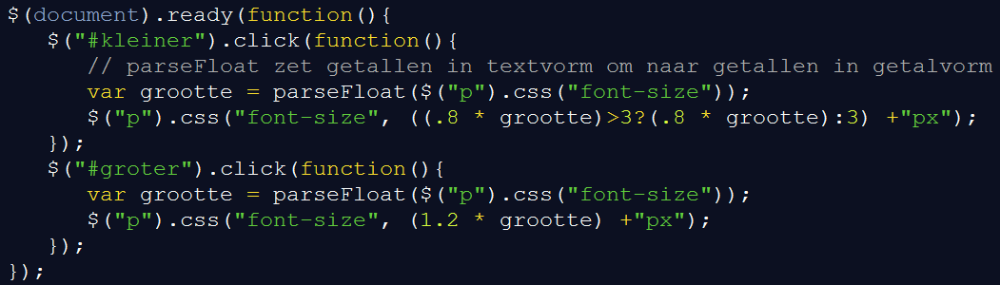 $(document).ready(function(){
   $("#kleiner").click(function(){
      // parseFloat zet getallen in textvorm om naar getallen in getalvorm
      var grootte = parseFloat($("p").css("font-size"));
      $("p").css("font-size", ((.8 * grootte)>3?(.8 * grootte):3) +"px");
   });
   $("#groter").click(function(){
      var grootte = parseFloat($("p").css("font-size"));
      $("p").css("font-size", (1.2 * grootte) +"px");
   });
});